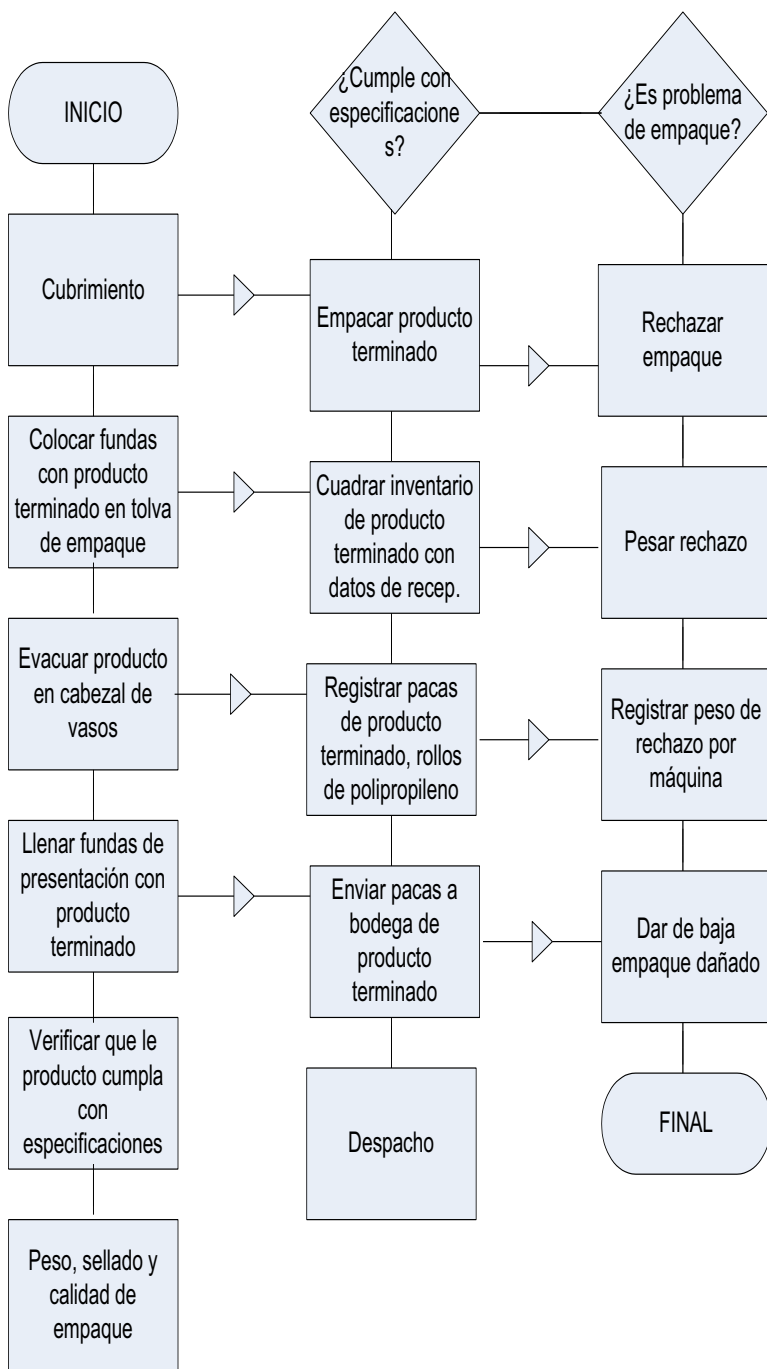 INICIO
Cubrimiento
Colocar fundas
con producto
terminado en tolva
de empaque
Evacuar producto
en cabezal de
vasos
Llenar fundas de
presentación con
producto
terminado
Verificar que le
producto cumpla
con
especificaciones
Peso, sellado y
calidad de
empaque
¿Cumple con
especificacione
s?
Empacar producto
terminado
Cuadrar inventario
de producto
terminado con
datos de recep.
Registrar pacas
de producto
terminado, rollos
de polipropileno
Enviar pacas a
bodega de
producto
terminado
Despacho
¿Es problema
de empaque?
Rechazar
empaque
Pesar rechazo
Registrar peso de
rechazo por
máquina
Dar de baja
empaque dañado
FINAL